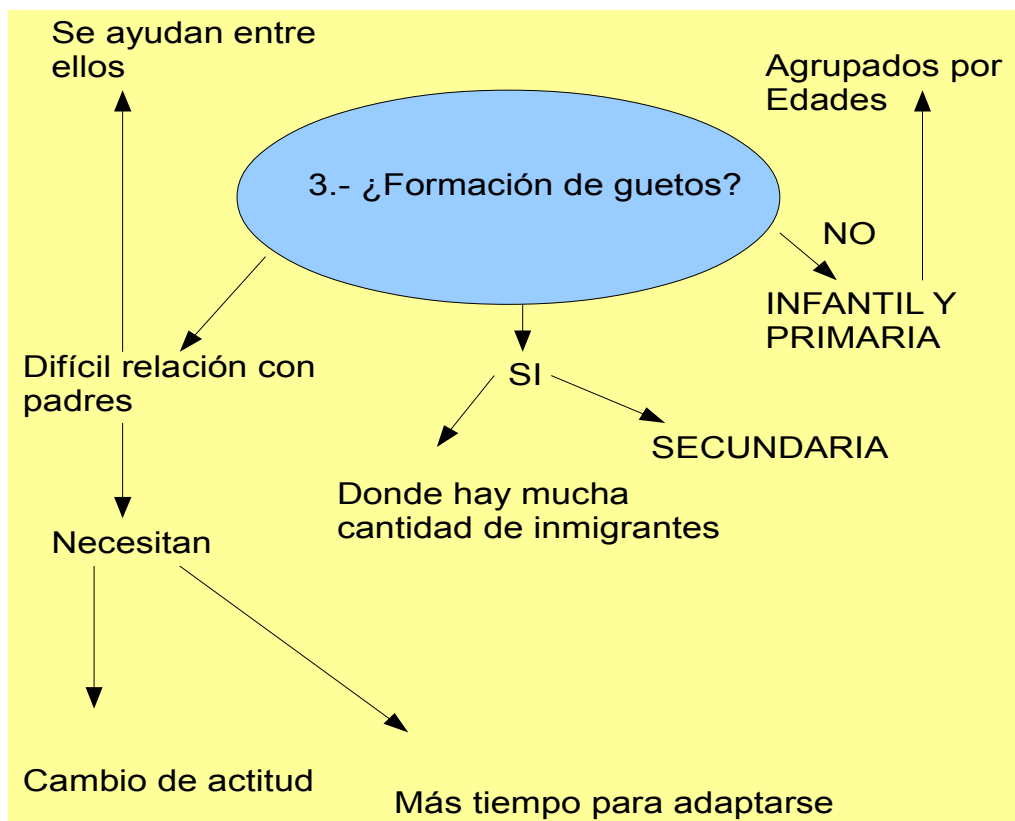 Se ayudan entre
ellos
Agrupados por
Edades
3.- ¿Formación de guetos?
NO
INFANTIL Y
PRIMARIA
Difícil relación con
padres
SI
SECUNDARIA
Donde hay mucha
cantidad de inmigrantes
Necesitan
Cambio de actitud
Más tiempo para adaptarse